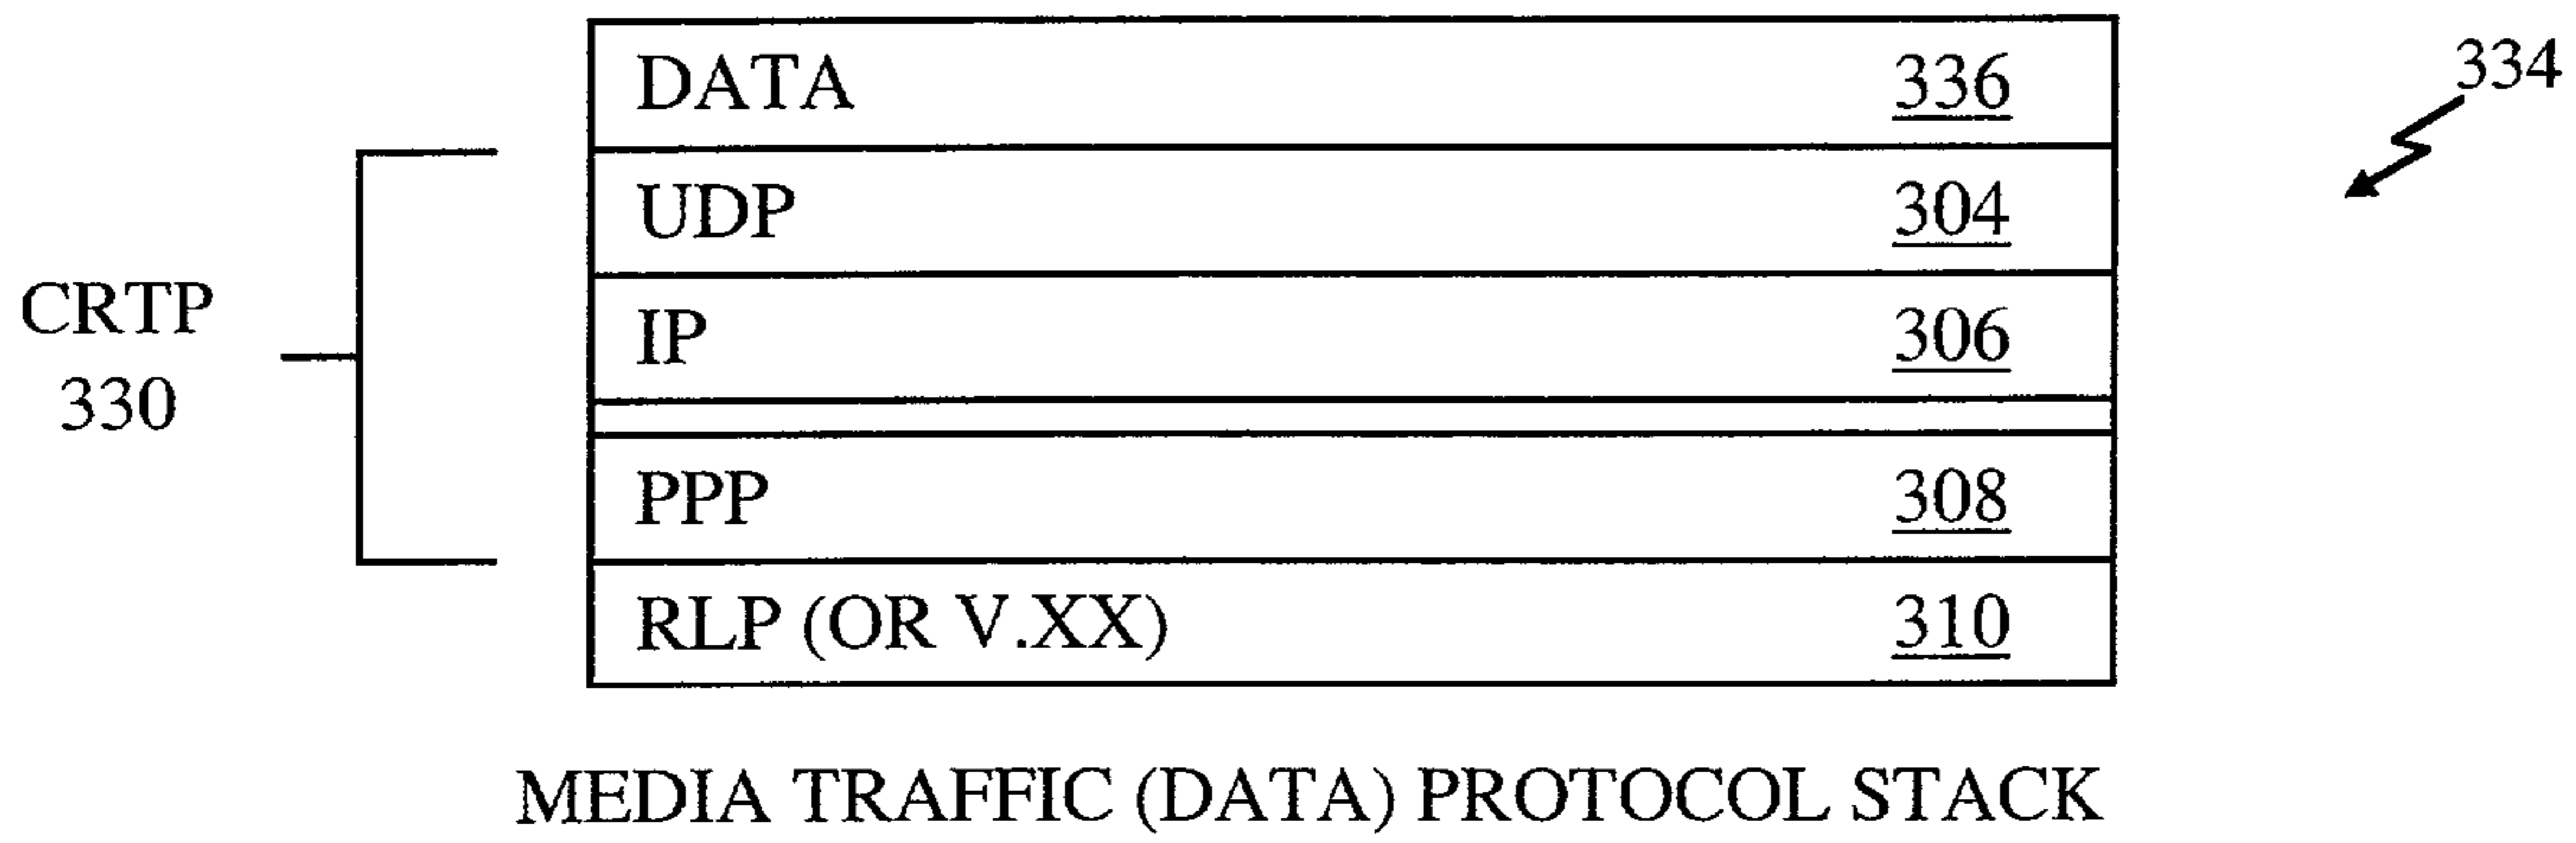 DATA 336
334
UDP 304
CRTP
330
IP 306
PPP 308
RLP (OR V.XX) 310
MEDIA TRAFFIC (DATA) PROTOCOL STACK